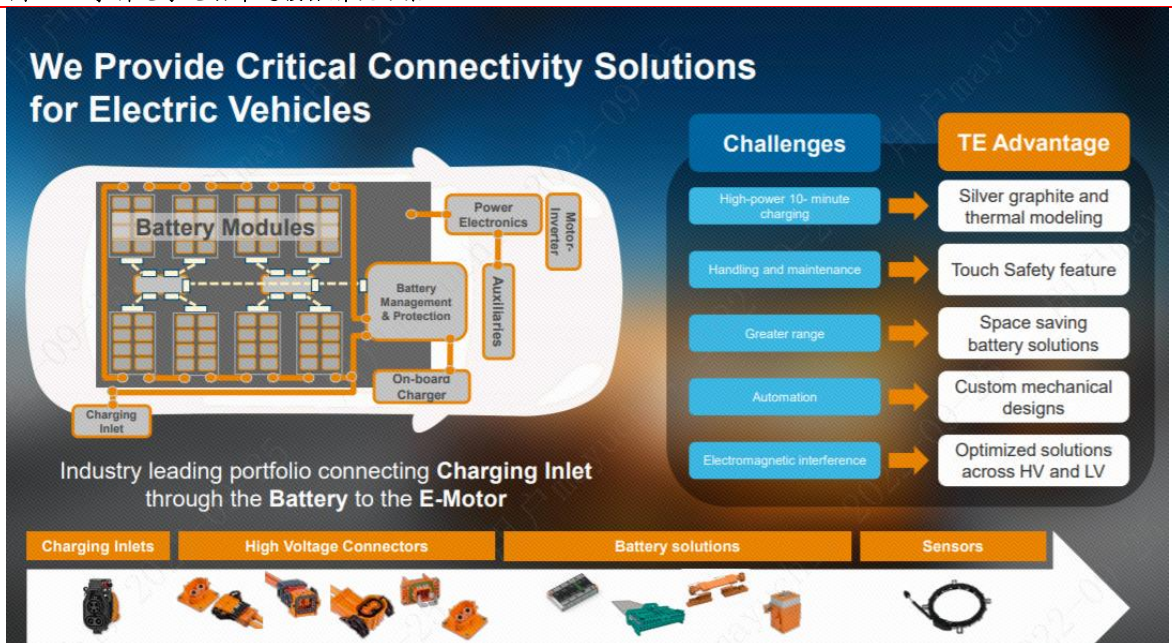 We Provide Critical Connectivity Solutions
for Electric Vehicles
Challenges
TE Advantage
High-power 10- minute
charging
Silver graphite and
thermal modeling
Handling and maintenance
Touch Safety feature
Greater range
Space saving
battery solutions
Automation
Custom mechanical
designs
Electromagnetic interference
Optimized solutions
across HV and LV
Battery Modules
Power
Electronics
Motor-
Inverter
Battery
Management
& Protection
Auxiliaries
On-board
Charger
Charging
Inlet
Industry leading portfolio connecting Charging Inlet
through the Battery to the E-Motor
Charging Inlets
High Voltage Connectors
Battery solutions
Sensors